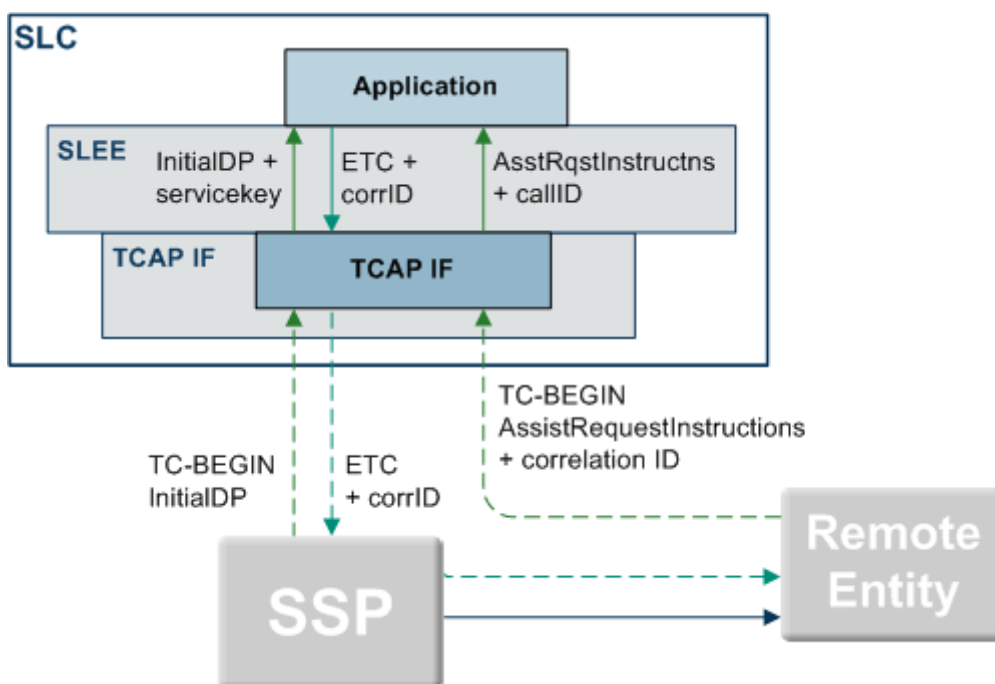 SLC
Application
SLEE
InitialDP +
servicekey
ETC +
corrID
AsstRqstInstructns
+ callID
TCAP IF
TCAP IF
TC-BEGIN
InitialDP
ETC
+ corrID
TC-BEGIN
AssistRequestInstructions
+ correlation ID
SSP
Remote
Entity